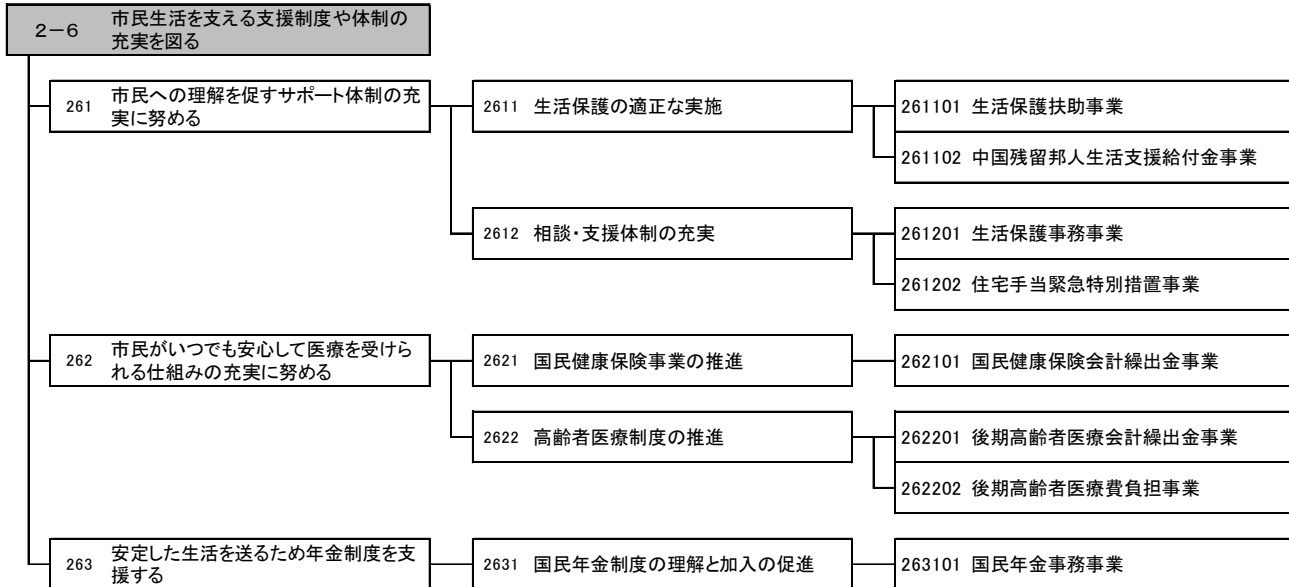 2-6 市民生活を支える支援制度や体制の
充実を図る
261 市民への理解を促すサポート体制の充
実に努める
2611 生活保護の適正な実施
261101 生活保護扶助事業
261102 中国残留邦人生活支援給付金事業
2612 相談・支援体制の充実
261201 生活保護事務事業
261202 住宅手当緊急特別措置事業
262 市民がいつでも安心して医療を受けら
れる仕組みの充実に努める
2621 国民健康保険事業の推進
262101 国民健康保険会計繰出金事業
2622 高齢者医療制度の推進
262201 後期高齢者医療会計繰出金事業
262202 後期高齢者医療費負担事業
263 安定した生活を送るため年金制度を支
援する
2631 国民年金制度の理解と加入の促進
263101 国民年金事務事業